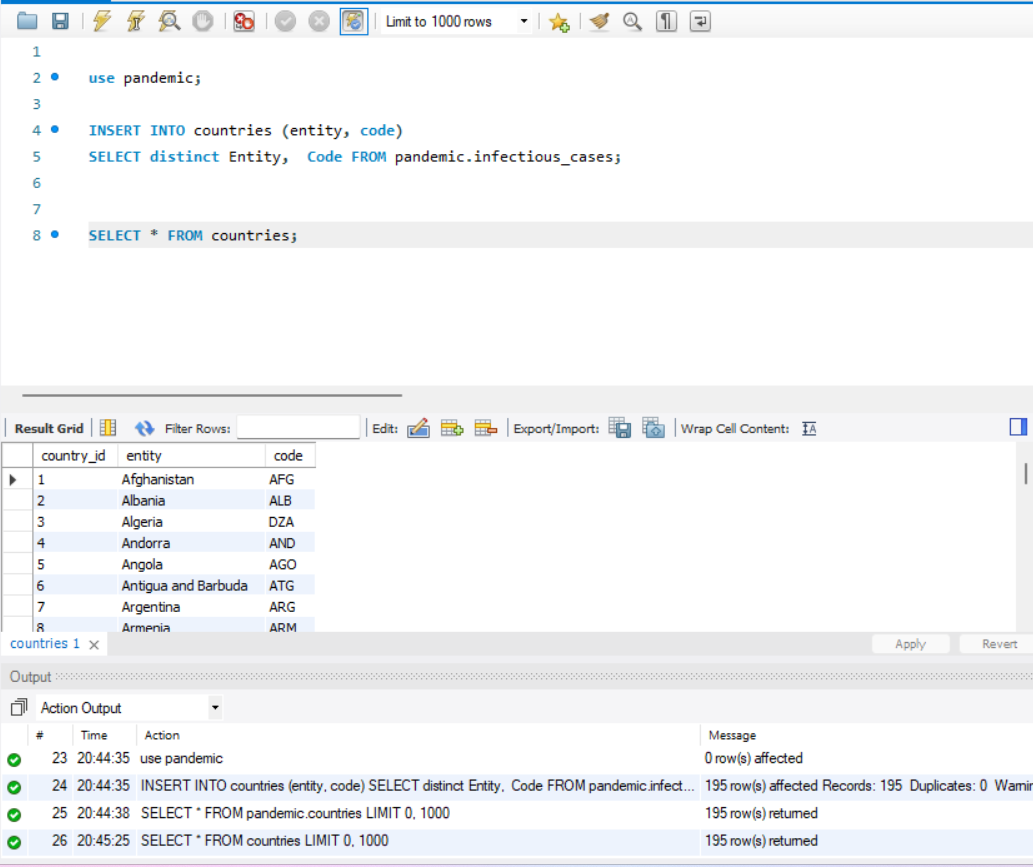 Limit to 1000 rows
1
2 use pandemic;
3
4 INSERT INTO countries (entity, code)
5 SELECT distinct Entity,  Code FROM pandemic.infectious_cases;
6
7
8 SELECT * FROM countries;
Result Grid Filter Rows: Edit: Export/Import: Wrap Cell Content:
country_id entity code
1 Afghanistan AFG
2 Albania ALB
3 Algeria DZA
4 Andorra AND
5 Angola AGO
6 Antigua and Barbuda ATG
7 Argentina ARG
8 Armenia ARM
countries 1 Apply Revert
Output
Action Output
# Time Action Message
23 20:44:35 use pandemic 0 row(s) affected
24 20:44:35 INSERT INTO countries (entity, code) SELECT distinct Entity,  Code FROM pandemic.infect... 195 row(s) affected Records: 195  Duplicates: 0  Warnin
25 20:44:38 SELECT * FROM pandemic.countries LIMIT 0, 1000 195 row(s) returned
26 20:45:25 SELECT * FROM countries LIMIT 0, 1000 195 row(s) returned